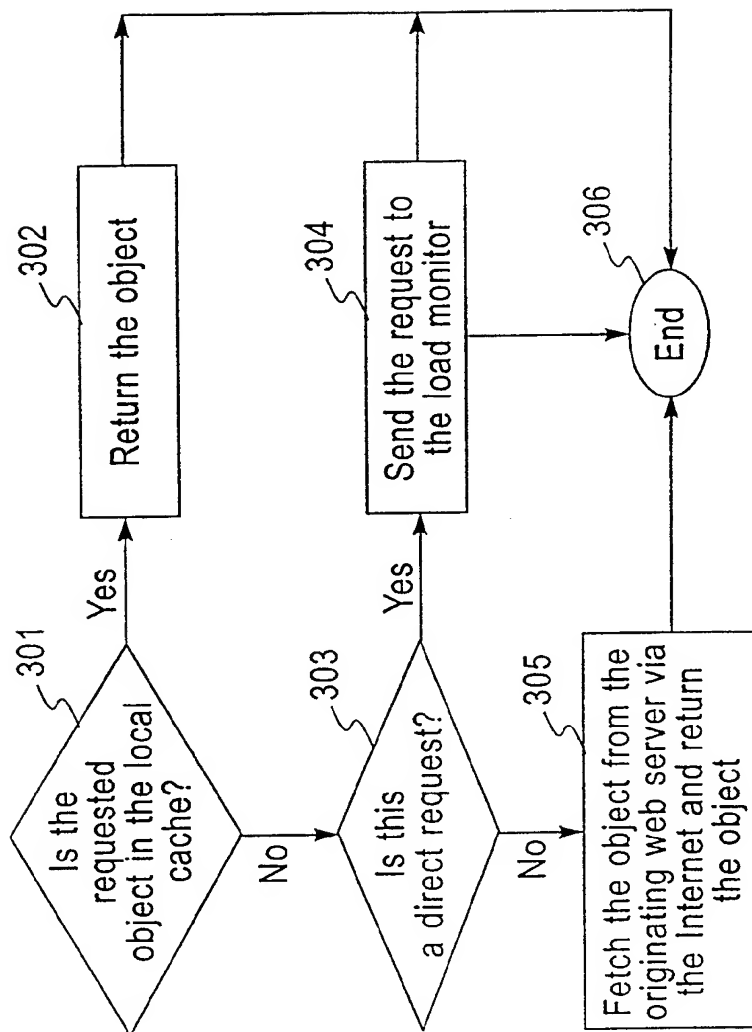 301
Is the
requested
object in the local
cache?
Yes
302
Return the object
No
303
Is this
a direct request?
Yes
304
Send the request to
the load monitor
No
305
Fetch the object from the
originating web server via
the Internet and return
the object
306
End